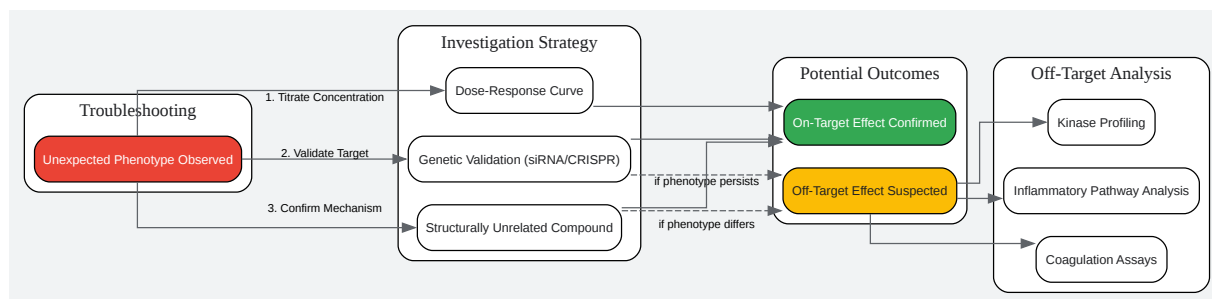 Troubleshooting
Unexpected Phenotype Observed
1. Titrate Concentration
2. Validate Target
3. Confirm Mechanism
Investigation Strategy
Dose-Response Curve
Genetic Validation (siRNA/CRISPR)
Structurally Unrelated Compound
if phenotype persists
if phenotype differs
Potential Outcomes
On-Target Effect Confirmed
Off-Target Effect Suspected
Off-Target Analysis
Kinase Profiling
Inflammatory Pathway Analysis
Coagulation Assays